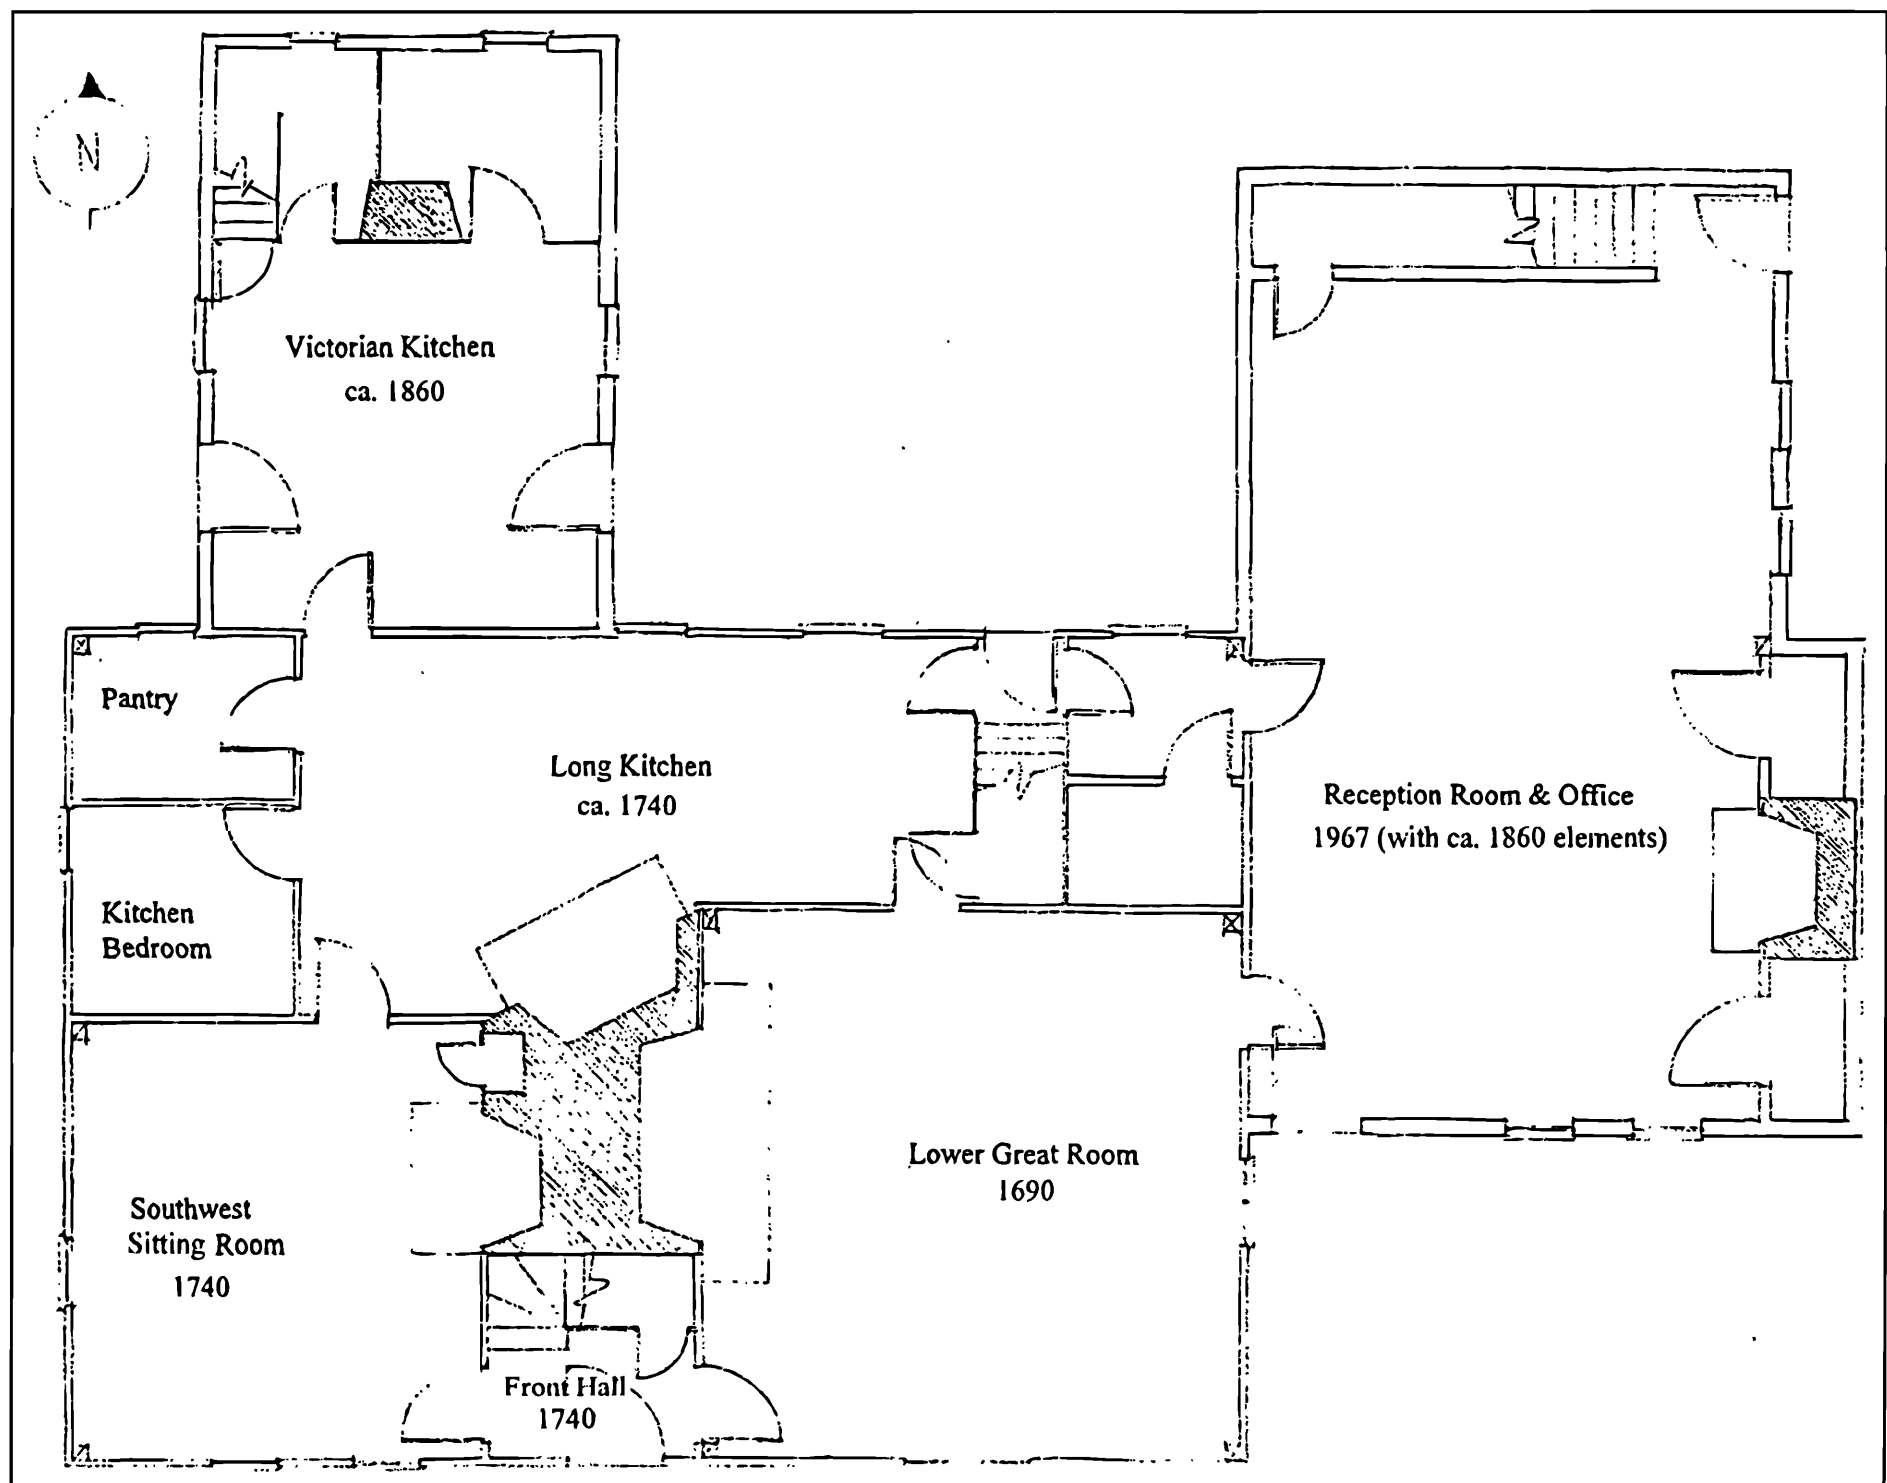 N
Victorian Kitchen
ca. 1860
Pantry
Long Kitchen
ca. 1740
Reception Room & Office
1967 (with ca. 1860 elements)
Kitchen
Bedroom
Lower Great Room
1690
Southwest
Sitting Room
1740
Front Hall
1740